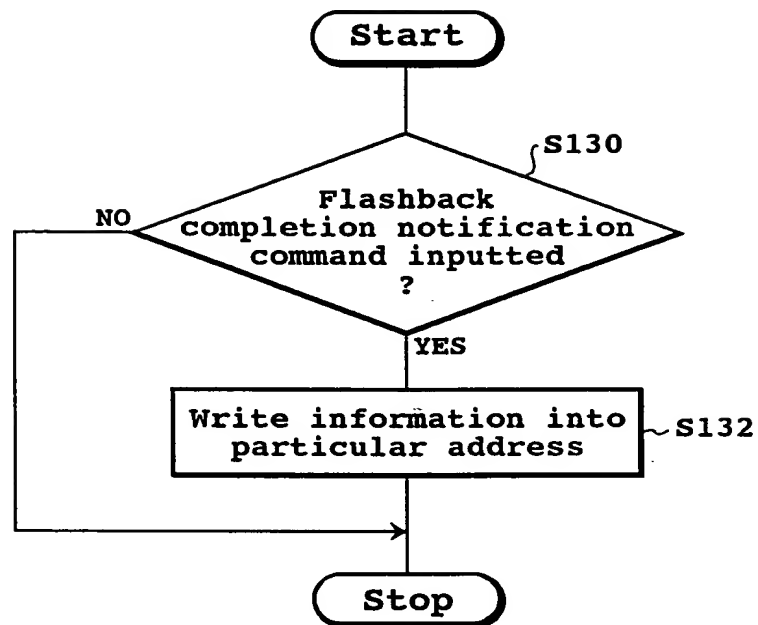 Start
S130
Flashback
completion notification
command inputted
?
NO
YES
Write information into
particular address
S132
Stop